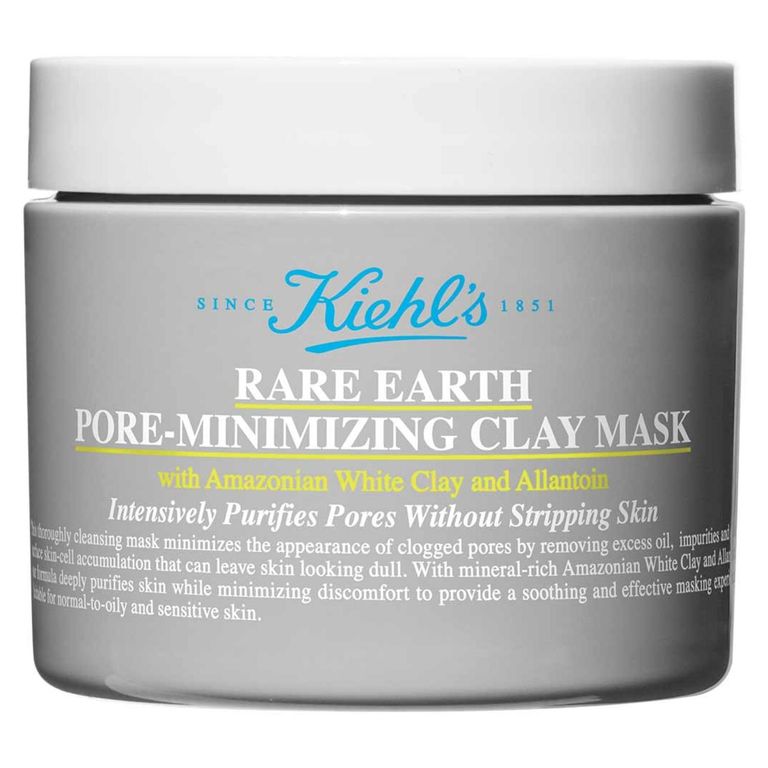 SINCE Kiehl's 1851
RARE EARTH
PORE-MINIMIZING CLAY MASK
with Amazonian White Clay and Allantoin
Intensively Purifies Pores Without Stripping Skin
thoroughly cleansing mask minimizes the appearance of clogged pores by removing excess oil, impurities and
skin-cell accumulation that can leave skin looking dull. With mineral-rich Amazonian White Clay and
formula deeply purifies skin while minimizing discomfort to provide a soothing and effective masking
for normal-to-oily and sensitive skin.